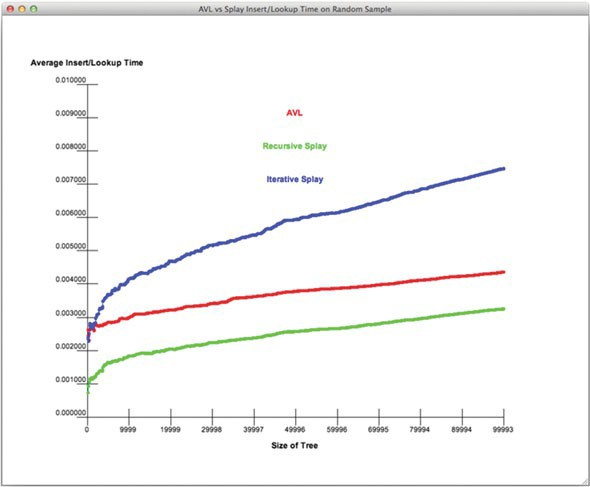 AVL vs Splay Insert/Lookup Time on Random Sample
Average Insert/Lookup Time
0.010000
0.009000
AVL
0.008000
Recursive Splay
0.007000
Iterative Splay
0.006000
0.005000
0.004000
0.003000
0.002000
0.001000
0.000000
0 9999 19999 29998 39997 49996 59996 69995 79994 89994 99993
Size of Tree